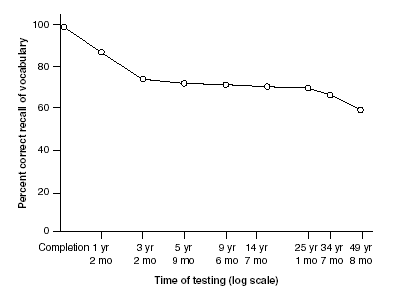 Percent correct recall of vocabulary
100
80
60
40
20
0
Completion 1 yr 3 yr 5 yr 9 yr 14 yr 25 yr 34 yr 49 yr
2 mo 2 mo 9 mo 6 mo 7 mo 1 mo 7 mo 8 mo
Time of testing (log scale)